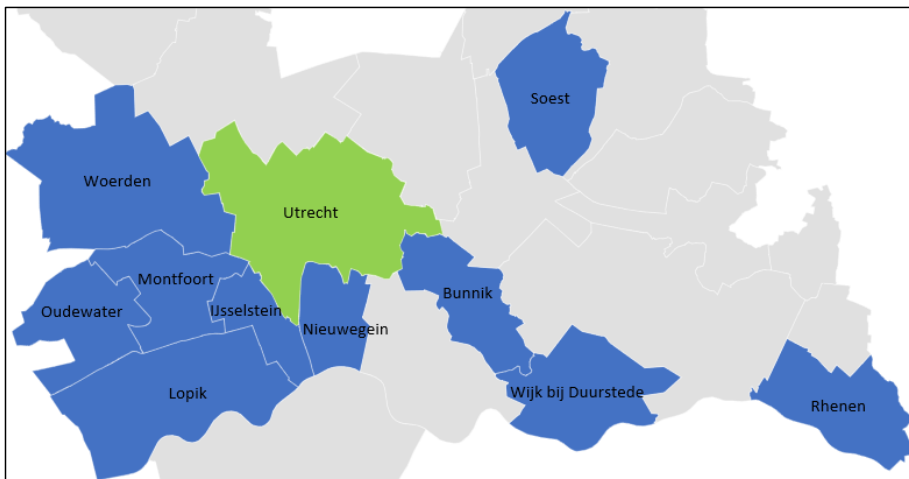 Soest
Woerden
Utrecht
Montfoort
Oudewater
IJsselstein
Bunnik
Nieuwegein
Lopik
Wijk bij Duurstede
Rhenen